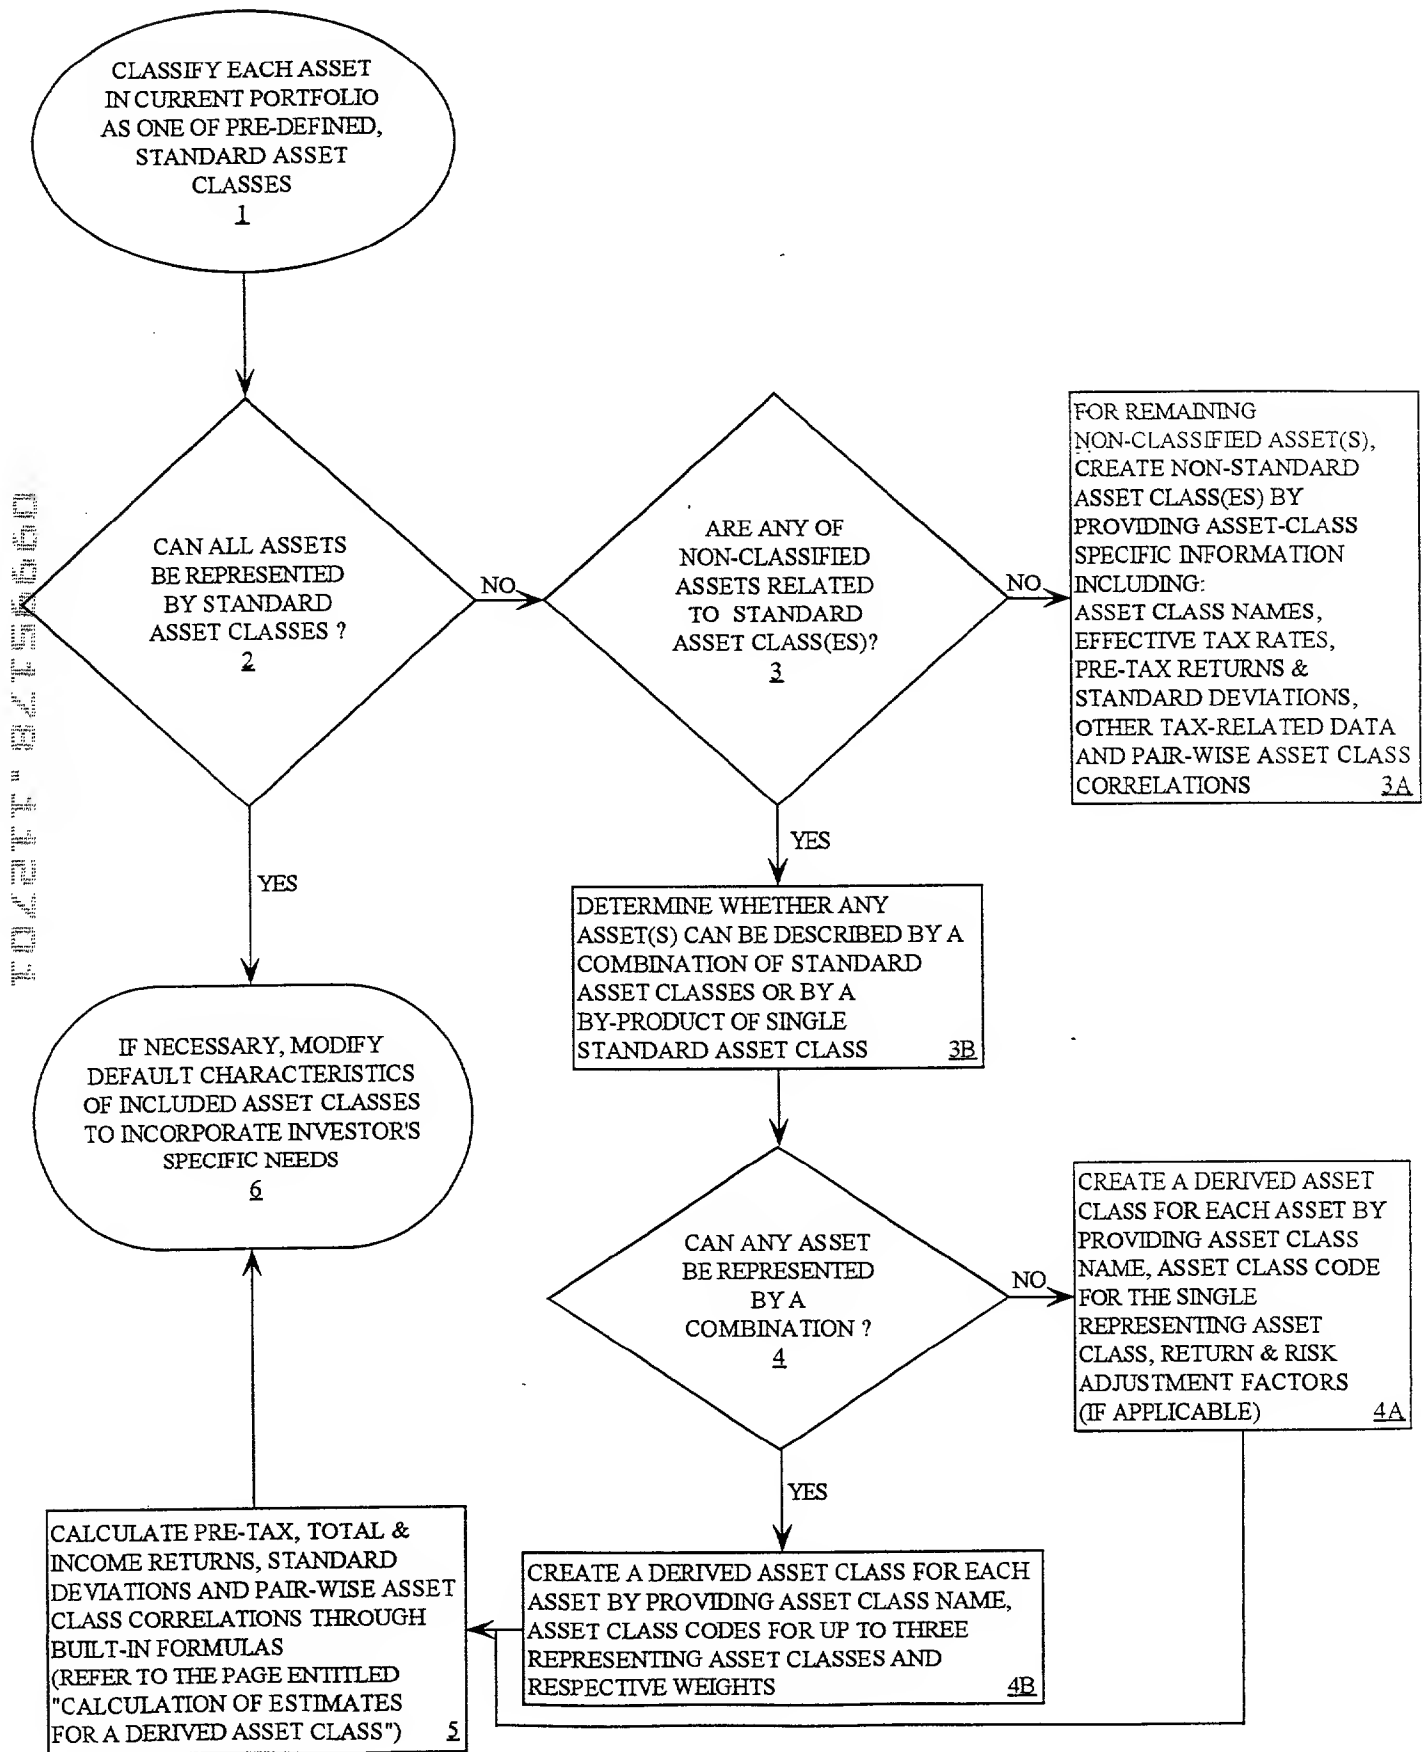 CLASSIFY EACH ASSET
IN CURRENT PORTFOLIO
AS ONE OF PRE-DEFINED,
STANDARD ASSET
CLASSES
1
CAN ALL ASSETS
BE REPRESENTED
BY STANDARD
ASSET CLASSES ?
2
NO
ARE ANY OF
NON-CLASSIFIED
ASSETS RELATED
TO STANDARD
ASSET CLASS(ES)?
3
NO
FOR REMAINING
NON-CLASSIFIED ASSET(S),
CREATE NON-STANDARD
ASSET CLASS(ES) BY
PROVIDING ASSET-CLASS
SPECIFIC INFORMATION
INCLUDING:
ASSET CLASS NAMES,
EFFECTIVE TAX RATES,
PRE-TAX RETURNS &
STANDARD DEVIATIONS,
OTHER TAX-RELATED DATA
AND PAIR-WISE ASSET CLASS
CORRELATIONS 3A
YES
YES
DETERMINE WHETHER ANY
ASSET(S) CAN BE DESCRIBED BY A
COMBINATION OF STANDARD
ASSET CLASSES OR BY A
BY-PRODUCT OF SINGLE
STANDARD ASSET CLASS 3B
IF NECESSARY, MODIFY
DEFAULT CHARACTERISTICS
OF INCLUDED ASSET CLASSES
TO INCORPORATE INVESTOR'S
SPECIFIC NEEDS
6
CAN ANY ASSET
BE REPRESENTED
BY A
COMBINATION ?
4
NO
CREATE A DERIVED ASSET
CLASS FOR EACH ASSET BY
PROVIDING ASSET CLASS
NAME, ASSET CLASS CODE
FOR THE SINGLE
REPRESENTING ASSET
CLASS, RETURN & RISK
ADJUSTMENT FACTORS
(IF APPLICABLE) 4A
YES
CREATE A DERIVED ASSET CLASS FOR EACH
ASSET BY PROVIDING ASSET CLASS NAME,
ASSET CLASS CODES FOR UP TO THREE
REPRESENTING ASSET CLASSES AND
RESPECTIVE WEIGHTS 4B
CALCULATE PRE-TAX, TOTAL &
INCOME RETURNS, STANDARD
DEVIATIONS AND PAIR-WISE ASSET
CLASS CORRELATIONS THROUGH
BUILT-IN FORMULAS
(REFER TO THE PAGE ENTITLED
"CALCULATION OF ESTIMATES
FOR A DERIVED ASSET CLASS") 5